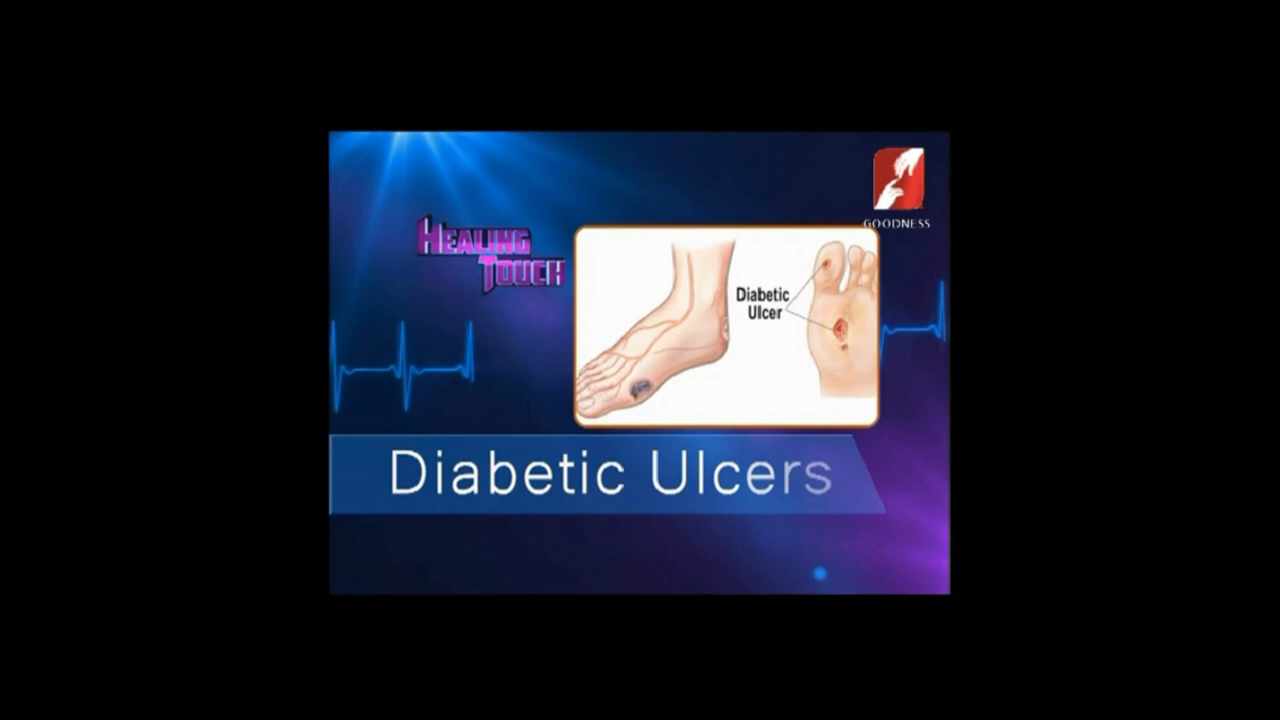 GOODNESS
HEALING
TOUCH
Diabetic
Ulcer
Diabetic Ulcers